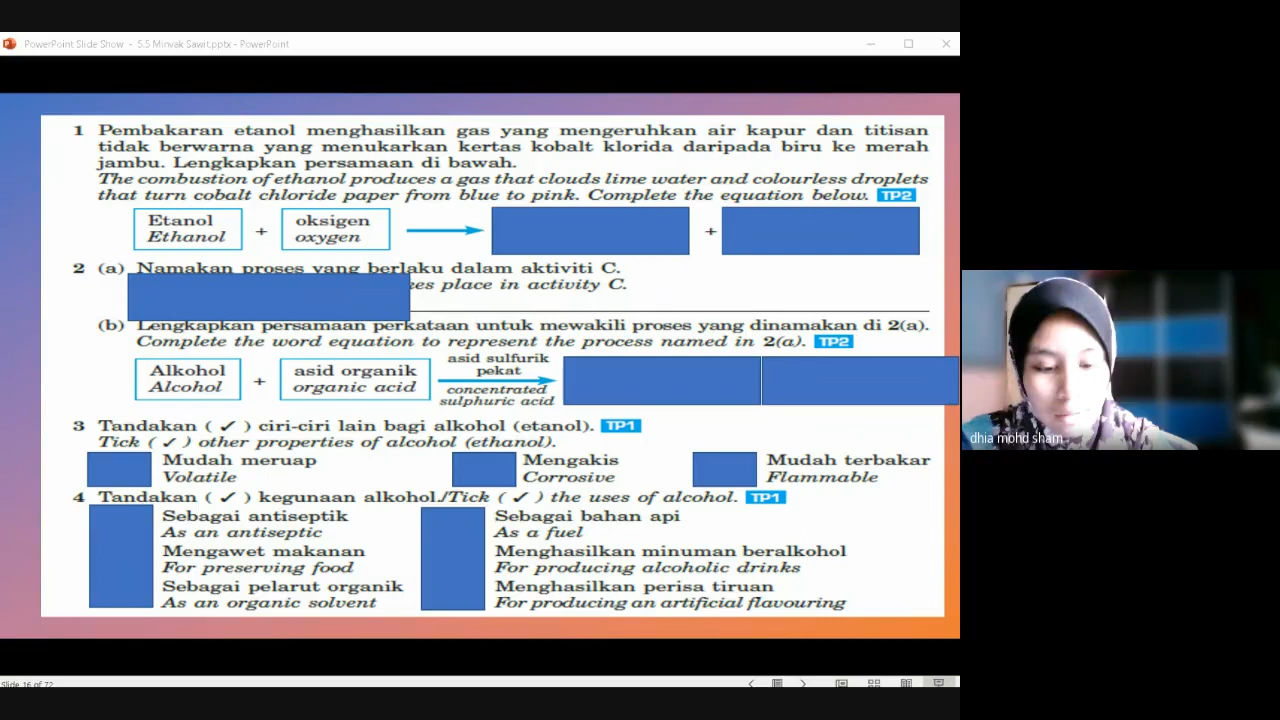 PowerPoint Slide Show - 5.5 Minyak Sawit.pptx - PowerPoint
1 Pembakaran etanol menghasilkan gas yang mengeruhkan air kapur dan titisan
tidak berwarna yang menukarkan kertas kobalt klorida daripada biru ke merah
jambu. Lengkapkan persamaan di bawah.
The combustion of ethanol produces a gas that clouds lime water and colourless droplets
that turn cobalt chloride paper from blue to pink. Complete the equation below. TP2
Etanol + oksigen +
Ethanol oxygen
2 (a) Namakan proses yang berlaku dalam aktiviti C.
place in activity C.
(b) Lengkapkan persamaan perkataan untuk mewakili proses yang dinamakan di 2(a).
Complete the word equation to represent the process named in 2(a). TP2
Alkohol + asid organik
Alcohol organic acid
asid sulfurik
pekat
concentrated
sulphuric acid
3 Tandakan ( ✓ ) ciri-ciri lain bagi alkohol (etanol). TP1
Tick ( ✓ ) other properties of alcohol (ethanol).
Mudah meruap Mengakis Mudah terbakar
Volatile Corrosive Flammable
4 Tandakan ( ✓ ) kegunaan alkohol./Tick ( ✓ ) the uses of alcohol. TP1
Sebagai antiseptik Sebagai bahan api
As an antiseptic As a fuel
Mengawet makanan Menghasilkan minuman beralkohol
For preserving food For producing alcoholic drinks
Sebagai pelarut organik Menghasilkan perisa tiruan
As an organic solvent For producing an artificial flavouring
Slide 16 of 72
dhia mohd sham